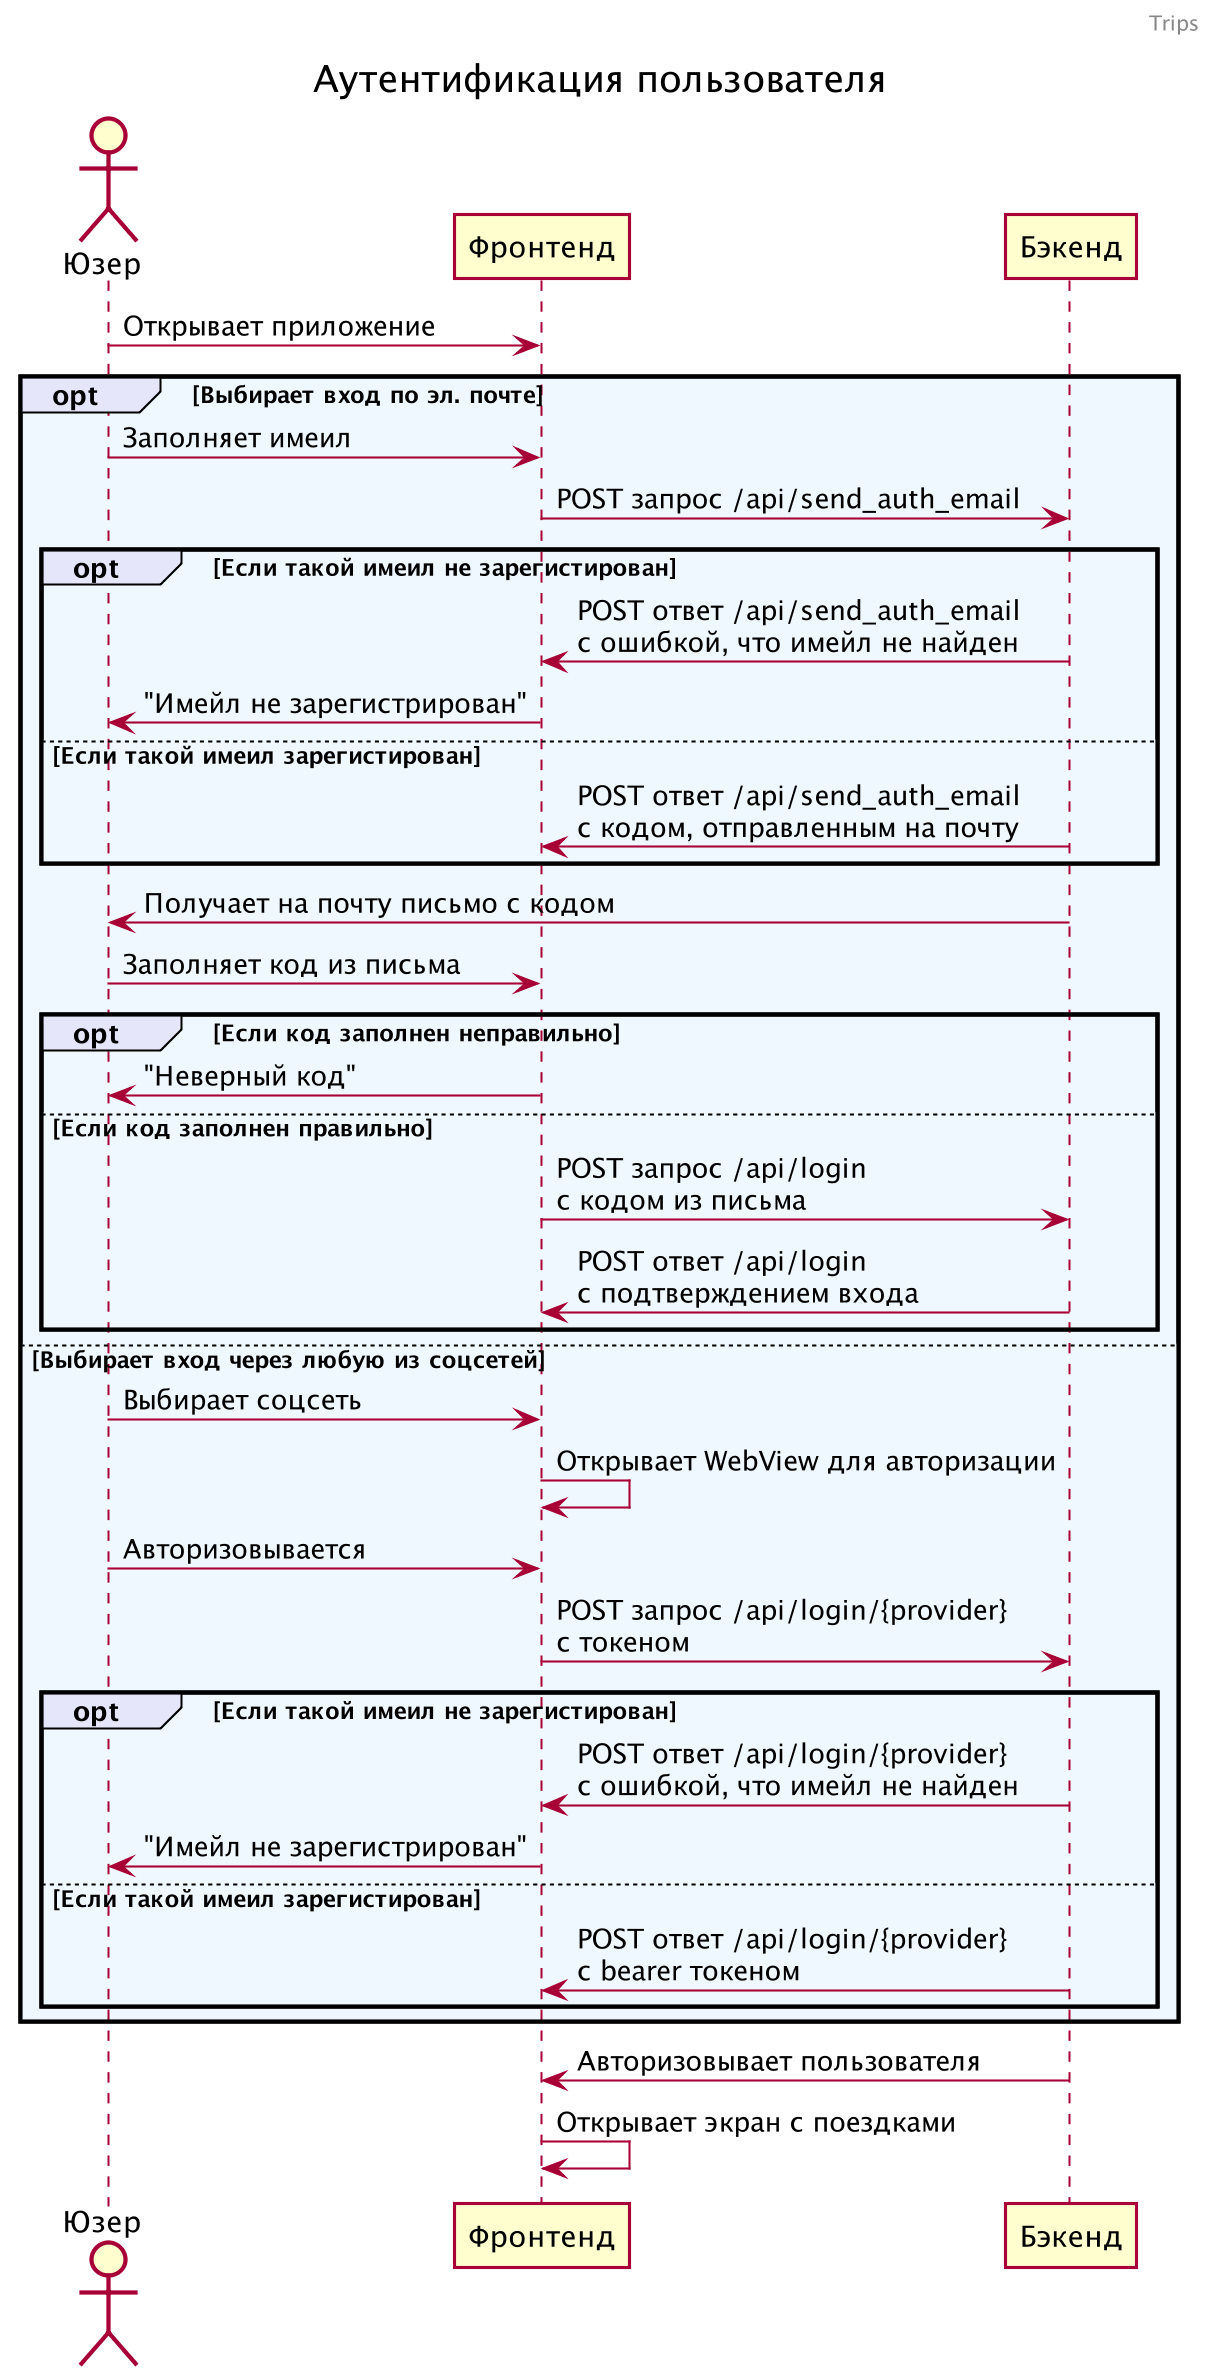 Trips
Аутентификация пользователя
Юзер
Фронтенд
Бэкенд
Открывает приложение
opt
[Выбирает вход по эл. почте]
Заполняет имеил
POST запрос /api/send_auth_email
opt
[Если такой имеил не зарегистирован]
POST ответ /api/send_auth_email
с ошибкой, что имейл не найден
"Имейл не зарегистрирован"
[Если такой имеил зарегистирован]
POST ответ /api/send_auth_email
с кодом, отправленным на почту
Получает на почту письмо с кодом
Заполняет код из письма
opt
[Если код заполнен неправильно]
"Неверный код"
[Если код заполнен правильно]
POST запрос /api/login
с кодом из письма
POST ответ /api/login
с подтверждением входа
[Выбирает вход через любую из соцсетей]
Выбирает соцсеть
Открывает WebView для авторизации
Авторизовывается
POST запрос /api/login/{provider}
с токеном
opt
[Если такой имеил не зарегистирован]
POST ответ /api/login/{provider}
с ошибкой, что имейл не найден
"Имейл не зарегистрирован"
[Если такой имеил зарегистирован]
POST ответ /api/login/{provider}
с bearer токеном
Авторизовывает пользователя
Открывает экран с поездками
Юзер
Фронтенд
Бэкенд